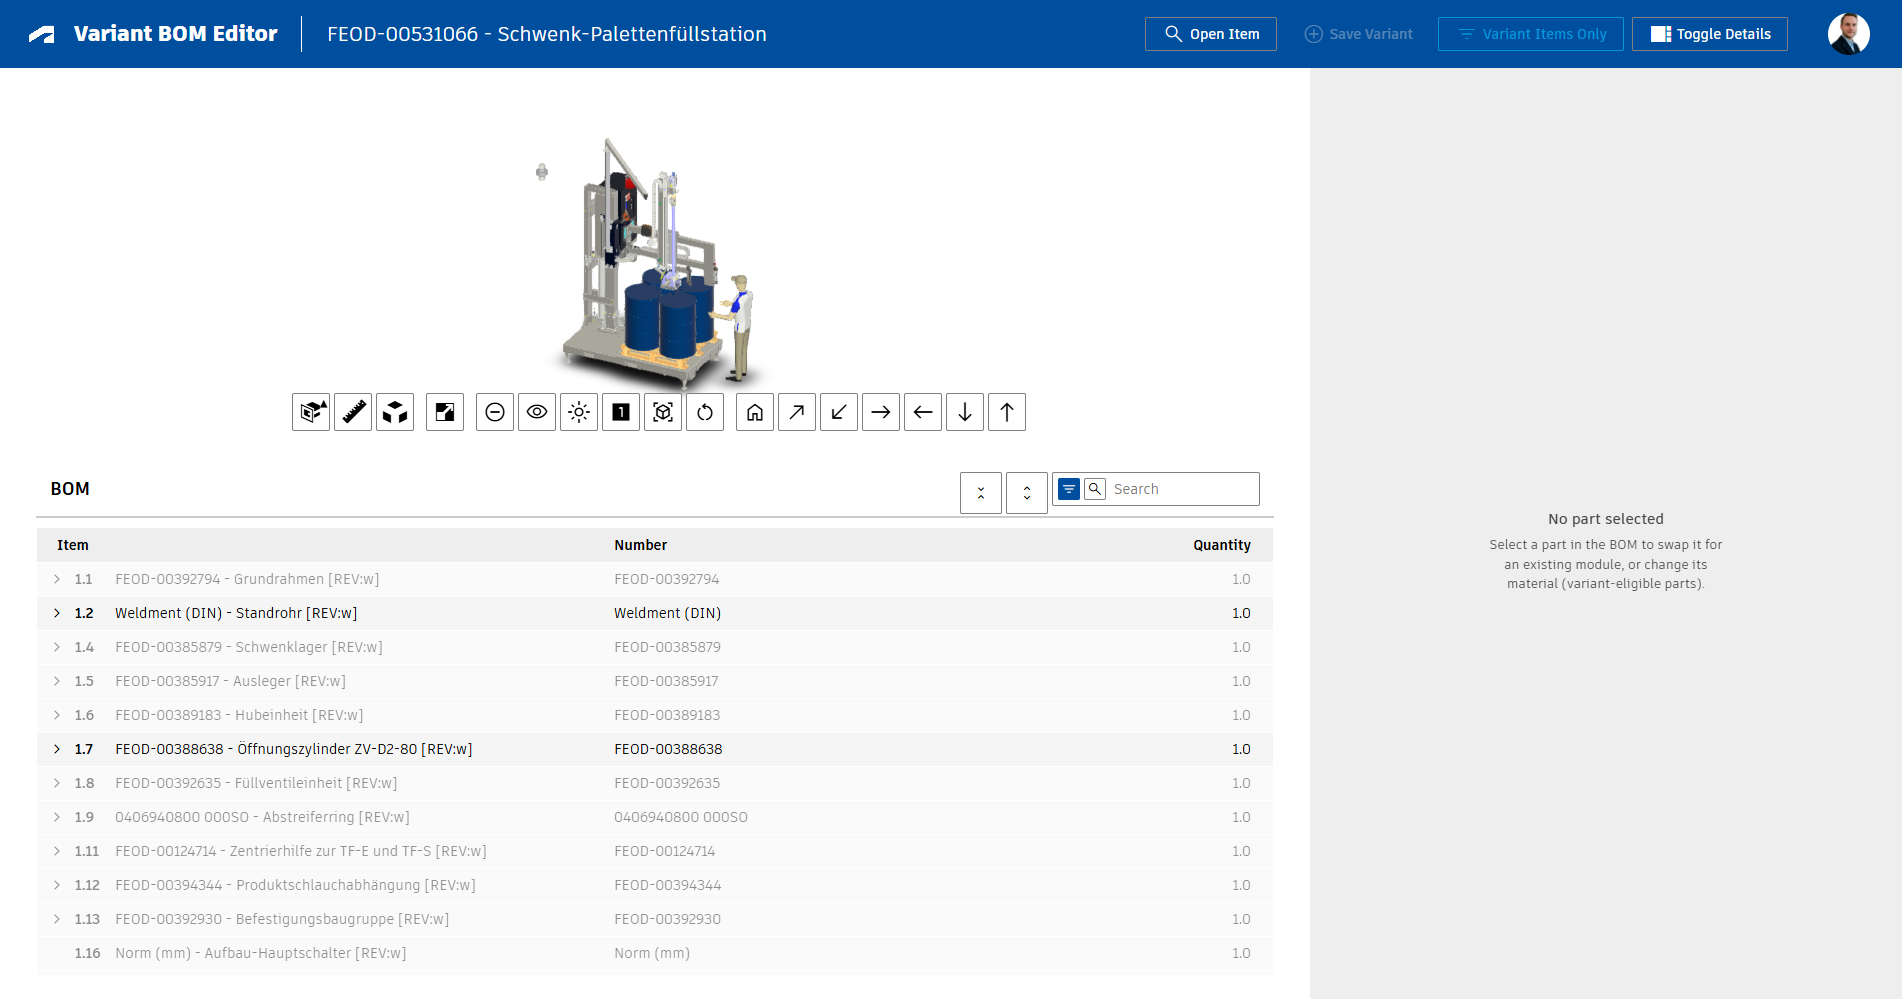 Variant BOM Editor
FEOD-00531066 - Schwenk-Palettenfüllstation
Open Item
Save Variant
Variant Items Only
Toggle Details
1
BOM
Search
Item Number Quantity
1.1 FEOD-00392794 - Grundrahmen [REV:w] FEOD-00392794 1.0
1.2 Weldment (DIN) - Standrohr [REV:w] Weldment (DIN) 1.0
1.4 FEOD-00385879 - Schwenklager [REV:w] FEOD-00385879 1.0
1.5 FEOD-00385917 - Ausleger [REV:w] FEOD-00385917 1.0
1.6 FEOD-00389183 - Hubeinheit [REV:w] FEOD-00389183 1.0
1.7 FEOD-00388638 - Öffnungszylinder ZV-D2-80 [REV:w] FEOD-00388638 1.0
1.8 FEOD-00392635 - Füllventileinheit [REV:w] FEOD-00392635 1.0
1.9 0406940800 000SO - Abstreiferring [REV:w] 0406940800 000SO 1.0
1.11 FEOD-00124714 - Zentrierhilfe zur TF-E und TF-S [REV:w] FEOD-00124714 1.0
1.12 FEOD-00394344 - Produktschlauchabhängung [REV:w] FEOD-00394344 1.0
1.13 FEOD-00392930 - Befestigungsbaugruppe [REV:w] FEOD-00392930 1.0
1.16 Norm (mm) - Aufbau-Hauptschalter [REV:w] Norm (mm) 1.0
No part selected
Select a part in the BOM to swap it for
an existing module, or change its
material (variant-eligible parts).